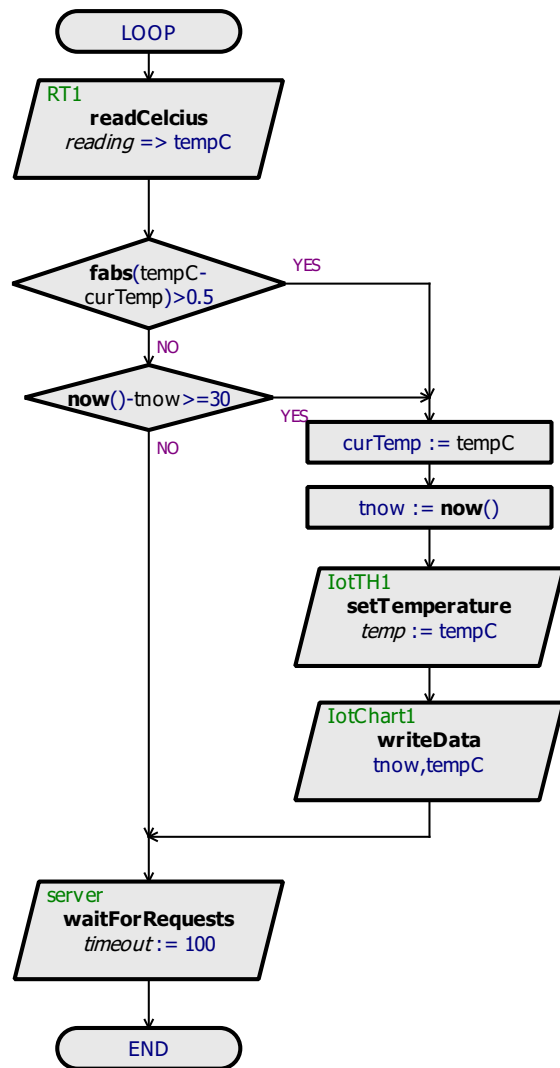 LOOP
RT1
readCelcius
reading => tempC
fabs(tempC-
curTemp)>0.5
YES
NO
now()-tnow>=30
YES
NO
curTemp := tempC
tnow := now()
IotTH1
setTemperature
temp := tempC
IotChart1
writeData
tnow,tempC
server
waitForRequests
timeout := 100
END